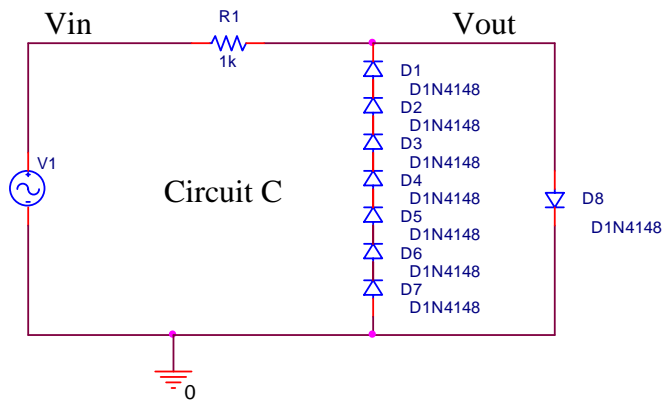 Vin
R1
Vout
1k
D1
D1N4148
D2
D1N4148
D3
D1N4148
V1
D4
Circuit C
D1N4148
D5
D8
D1N4148
D1N4148
D6
D1N4148
D7
D1N4148
0